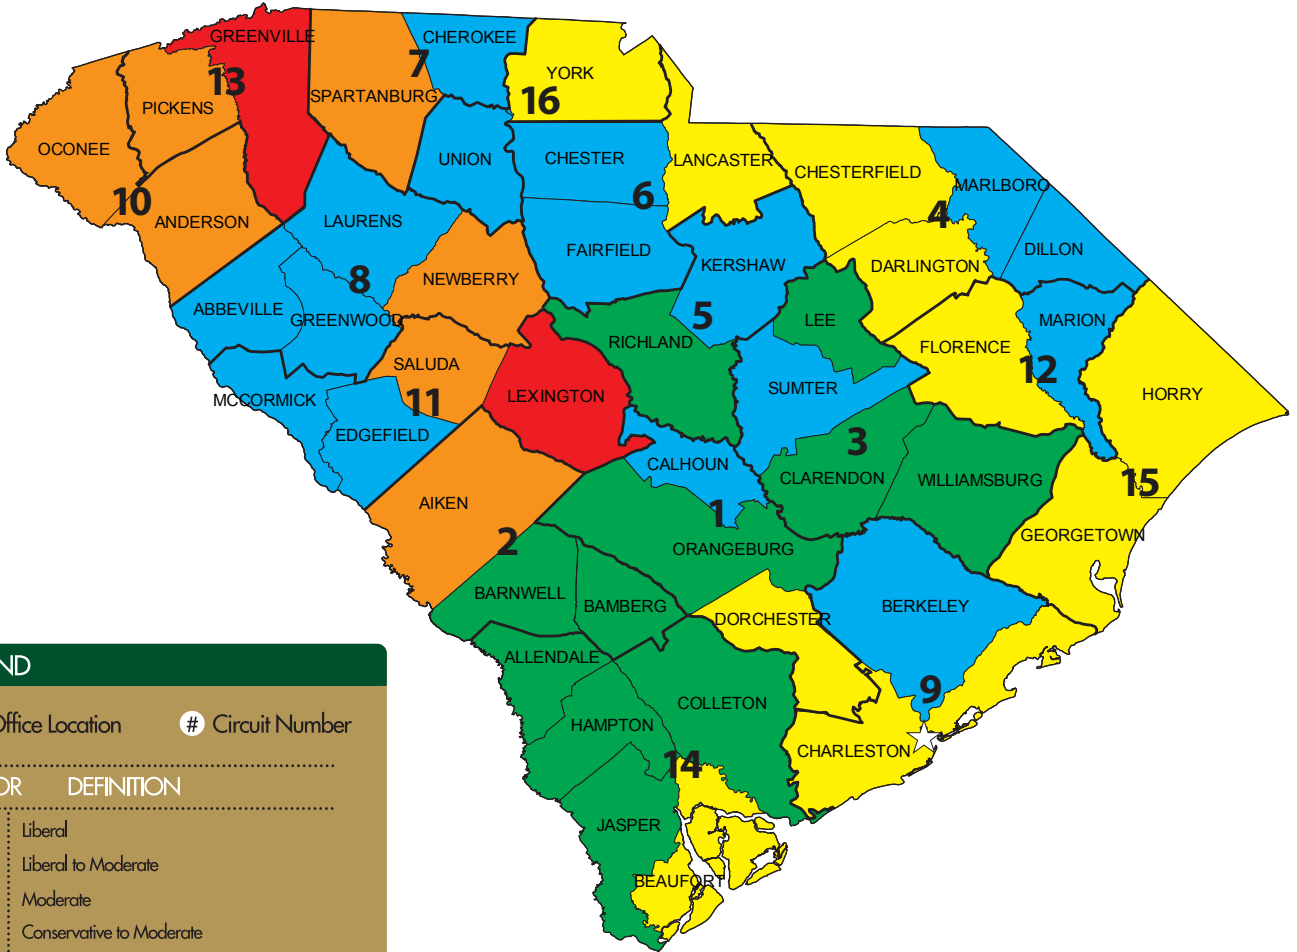 GREENVILLE
CHEROKEE
7
YORK
13
SPARTANBURG
16
PICKENS
OCONEE
UNION
CHESTER
LANCASTER
CHESTERFIELD
MARLBORO
10
ANDERSON
LAURENS
6
4
FAIRFIELD
KERSHAW
DARLINGTON
DILLON
8
NEWBERRY
ABBEVILLE
GREENWOOD
5
LEE
MARION
RICHLAND
FLORENCE
12
SALUDA
LEXINGTON
SUMTER
HORRY
MCCORMICK
11
EDGEFIELD
3
CALHOUN
CLARENDON
WILLIAMSBURG
15
AIKEN
1
2
ORANGEBURG
GEORGETOWN
BARNWELL
BAMBERG
BERKELEY
DORCHESTER
ALLENDALE
COLLETON
9
HAMPTON
CHARLESTON
14
JASPER
BEAUFORT
ND
Office Location # Circuit Number
OR DEFINITION
Liberal
Liberal to Moderate
Moderate
Conservative to Moderate